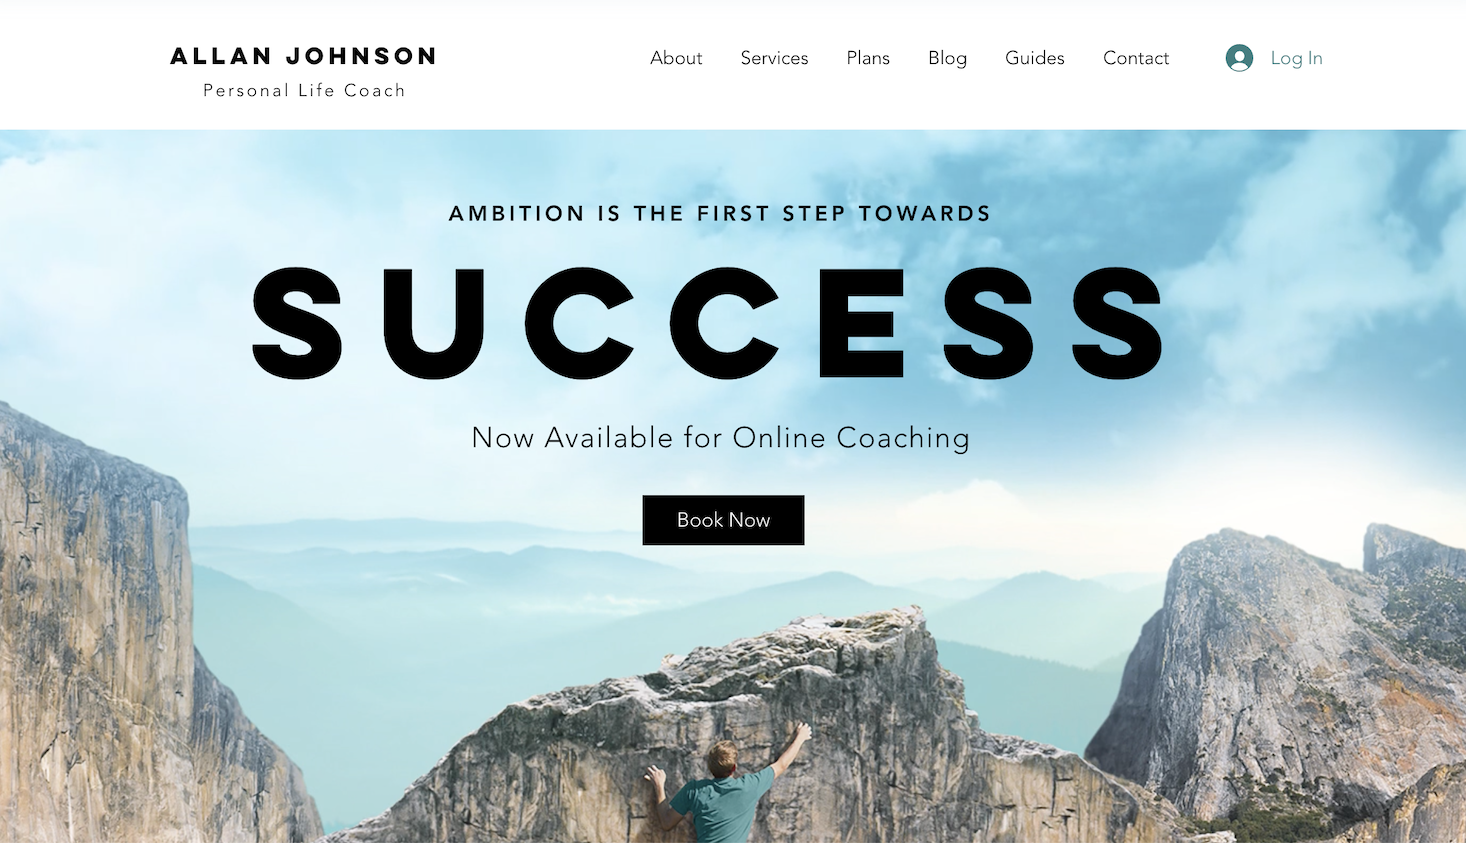 ALLAN JOHNSON
Personal Life Coach
About Services Plans Blog Guides Contact Log In
AMBITION IS THE FIRST STEP TOWARDS
SUCCESS
Now Available for Online Coaching
Book Now